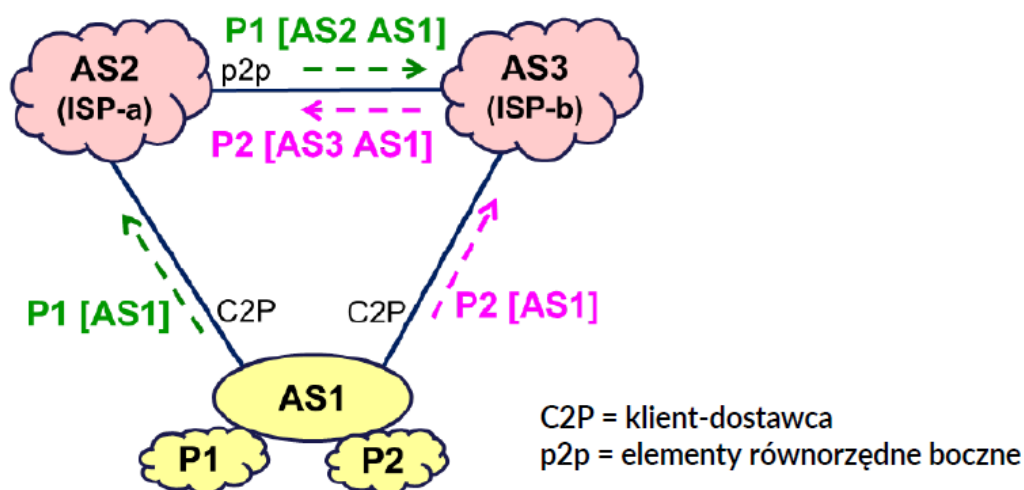 P1 [AS2 AS1]
AS2
(ISP-a)
p2p
AS3
(ISP-b)
P2 [AS3 AS1]
P1 [AS1]
C2P
C2P
P2 [AS1]
AS1
P1
P2
C2P = klient-dostawca
p2p = elementy równorzędne boczne